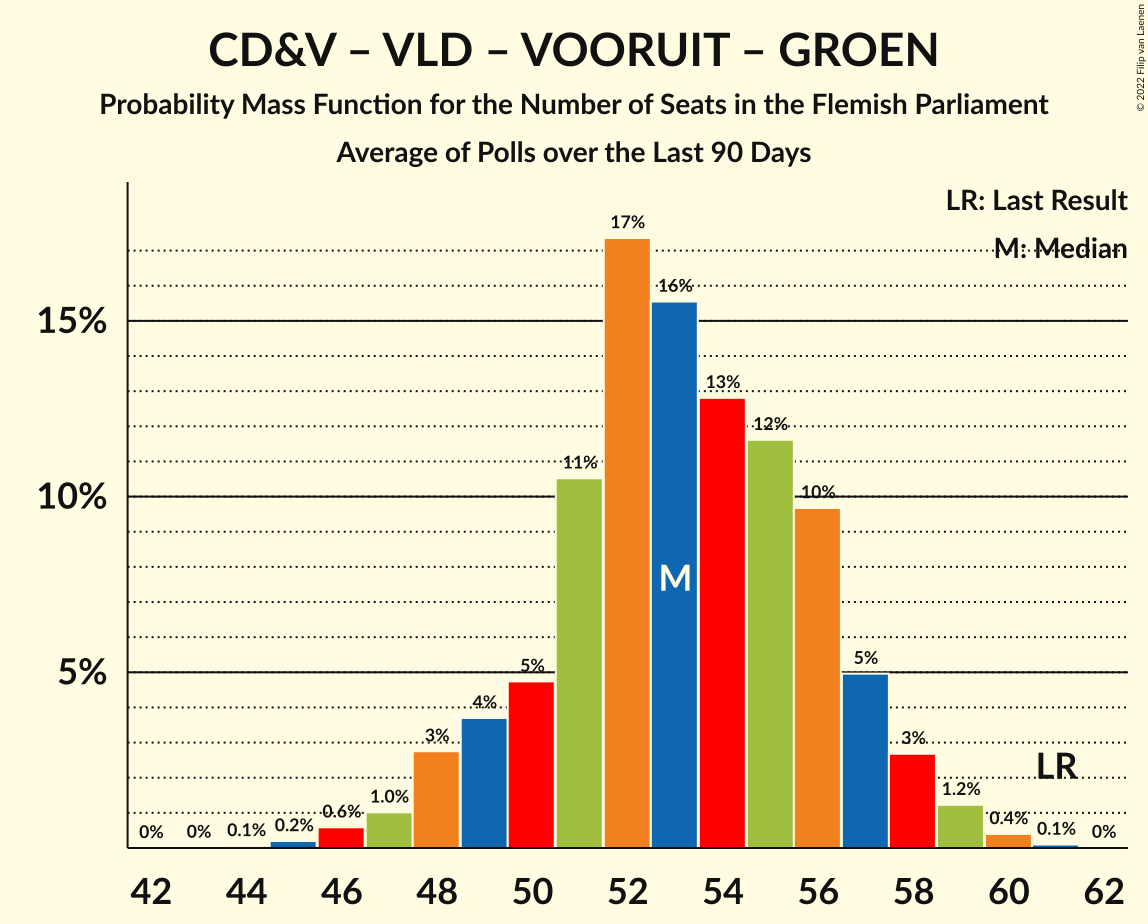 CD&V – VLD – VOORUIT – GROEN
Probability Mass Function for the Number of Seats in the Flemish Parliament
Average of Polls over the Last 90 Days
© 2022 Filip van Laenen
LR: Last Result
M: Median
15%
10%
5%
0%
0%
0.1%
0.2%
0.6%
1.0%
3%
4%
5%
11%
17%
16%
13%
12%
10%
5%
3%
1.2%
0.4%
0.1%
0%
M
LR
42 44 46 48 50 52 54 56 58 60 62